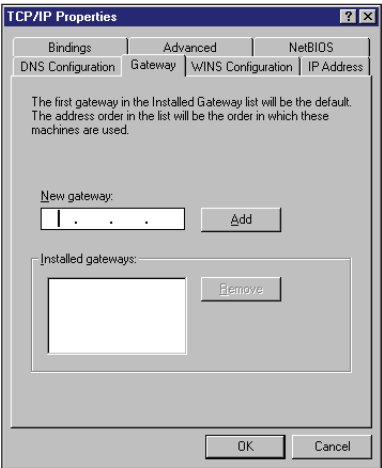 TCP/IP Properties
Bindings Advanced NetBIOS
DNS Configuration Gateway WINS Configuration IP Address
The first gateway in the Installed Gateway list will be the default.
The address order in the list will be the order in which these
machines are used.
New gateway:
. . . Add
Installed gateways:
Remove
OK Cancel